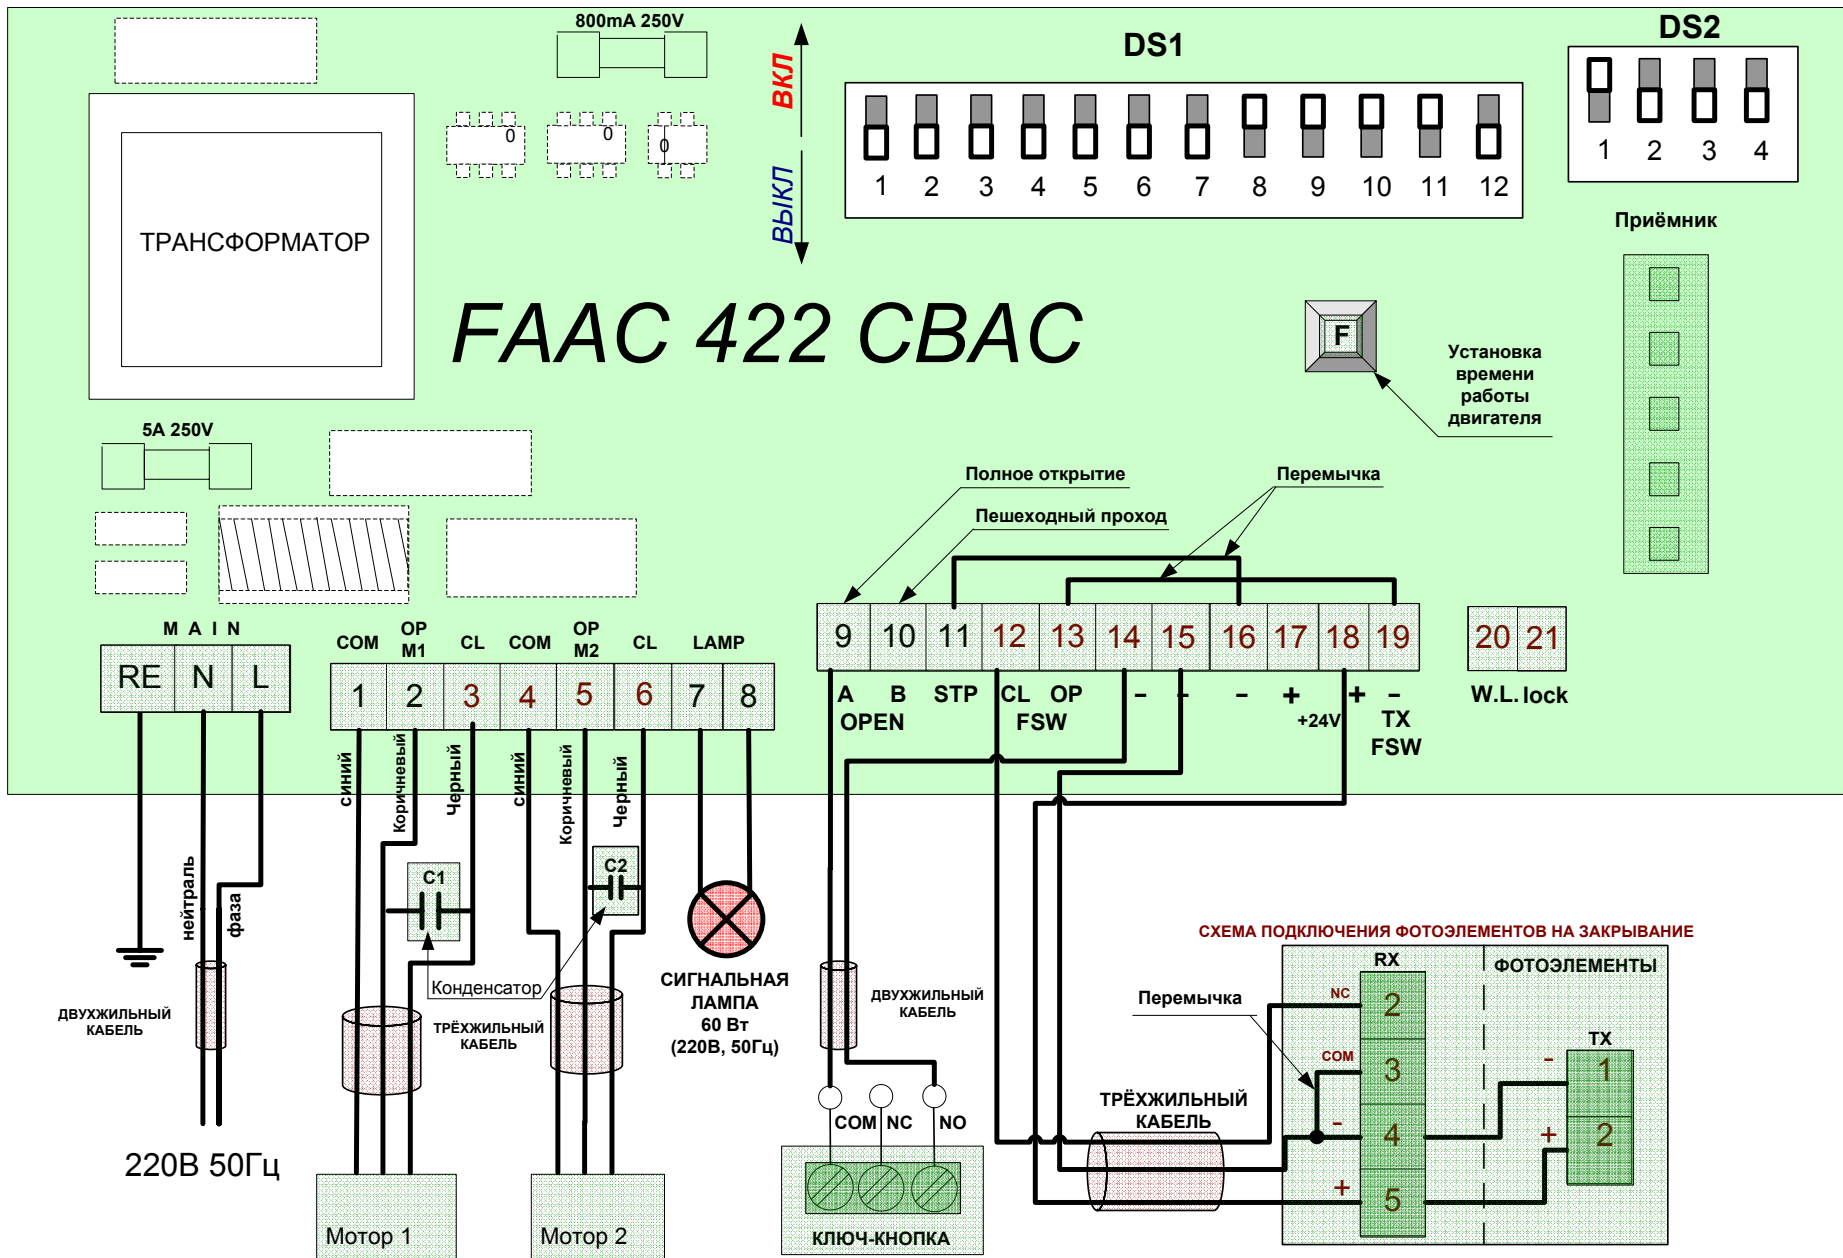 800mA 250V
ВКЛ
ВЫКЛ
DS1
1 2 3 4 5 6 7 8 9 10 11 12
DS2
1 2 3 4
0
0
0
ТРАНСФОРМАТОР
Приёмник
FAAC 422 CBAC
F
Установка
времени
работы
двигателя
5A 250V
Полное открытие
Перемычка
Пешеходный проход
M A I N
RE N L
COM
OP
M1
CL
COM
OP
M2
CL
LAMP
1 2 3 4 5 6 7 8
9 10 11 12 13 14 15 16 17 18 19
20 21
A B STP CL OP - - - + + -
OPEN FSW +24V TX
FSW
W.L. lock
синий
Коричневый
Черный
синий
Коричневый
Черный
нейтраль
фаза
C1
C2
Конденсатор
ДВУХЖИЛЬНЫЙ
КАБЕЛЬ
ТРЁХЖИЛЬНЫЙ
КАБЕЛЬ
СИГНАЛЬНАЯ
ЛАМПА
60 Вт
(220В, 50Гц)
ДВУХЖИЛЬНЫЙ
КАБЕЛЬ
220В 50Гц
Мотор 1
Мотор 2
COM NC NO
КЛЮЧ-КНОПКА
СХЕМА ПОДКЛЮЧЕНИЯ ФОТОЭЛЕМЕНТОВ НА ЗАКРЫВАНИЕ
RX
ФОТОЭЛЕМЕНТЫ
Перемычка
NC
2
COM
3
-
4
+
5
TX
-
1
+
2
ТРЁХЖИЛЬНЫЙ
КАБЕЛЬ